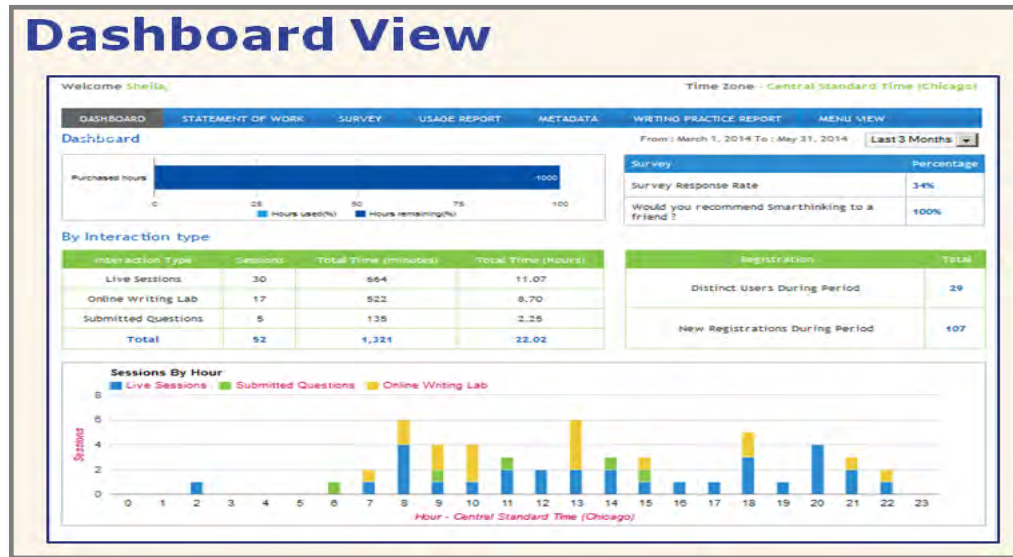 Dashboard View
Welcome Sheila,
Time Zone - Central Standard Time (Chicago)
DASHBOARD STATEMENT OF WORK SURVEY USAGE REPORT METADATA WRITING PRACTICE REPORT MENU VIEW
Dashboard
From : March 1, 2014 To : May 31, 2014 Last 3 Months
Purchased hours
1000
0 25 50 75 100
Hours used(%) Hours remaining(%)
Survey Percentage
Survey Response Rate 34%
Would you recommend Smarthinking to a
friend ? 100%
By Interaction type
Interaction Type Sessions Total Time (minutes) Total Time (Hours)
Live Sessions 30 664 11.07
Online Writing Lab 17 522 8.70
Submitted Questions 5 135 2.25
Total 52 1,321 22.02
Registration Total
Distinct Users During Period 29
New Registrations During Period 107
Sessions By Hour
Live Sessions Submitted Questions Online Writing Lab
Sessions
8
6
4
2
0
0 1 2 3 4 5 6 7 8 9 10 11 12 13 14 15 16 17 18 19 20 21 22 23
Hour - Central Standard Time (Chicago)